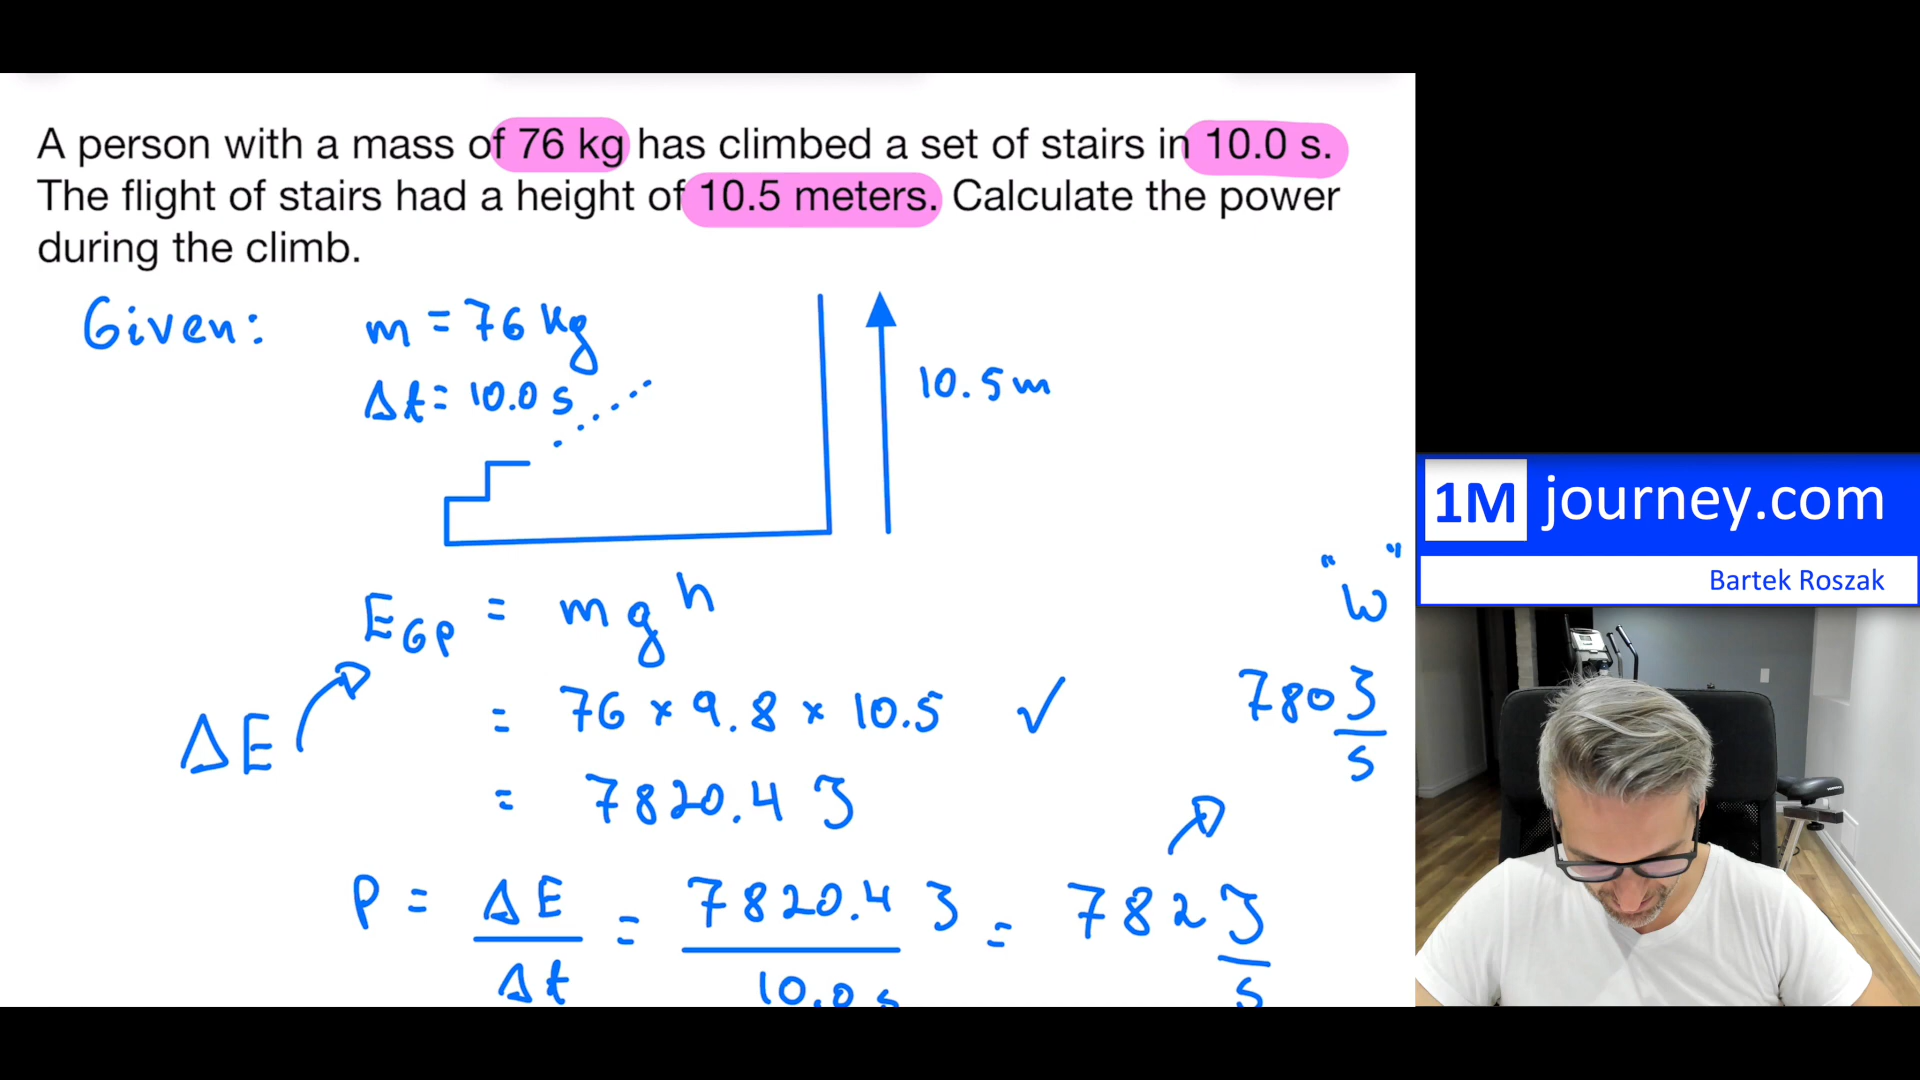 A person with a mass of 76 kg has climbed a set of stairs in 10.0 s.
The flight of stairs had a height of 10.5 meters. Calculate the power
during the climb.
Given: m = 76 kg
Δt = 10.0 s
10.5 m
E GP = mgh
= 76 × 9.8 × 10.5 ✓
ΔE
= 7820.4 J
P = ΔE/Δt = 7820.4 J/10.0 s = 782 J/s
"W"
780 J/s
1M journey.com
Bartek Roszak